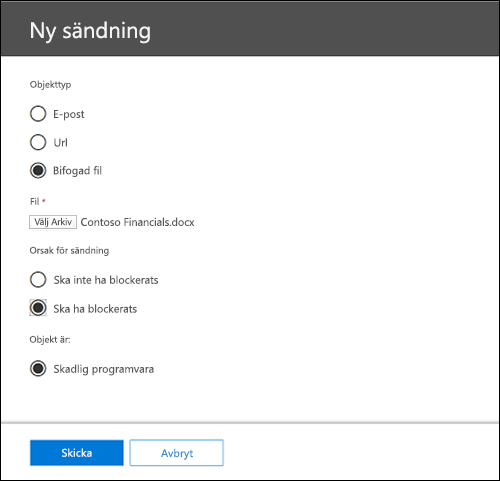 Ny sändning
Objekttyp
E-post
Url
Bifogad fil
Fil *
Välj Arkiv Contoso Financials.docx
Orsak för sändning
Ska inte ha blockerats
Ska ha blockerats
Objekt är:
Skadlig programvara
Skicka Avbryt